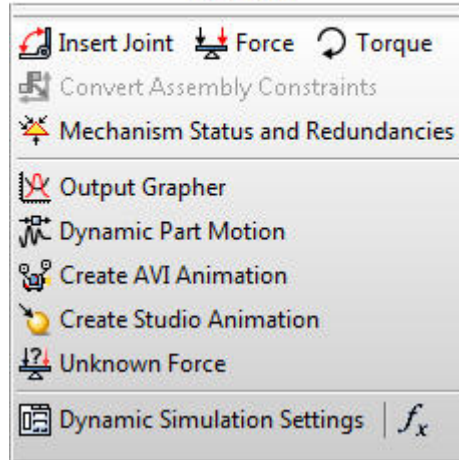 Insert Joint Force Torque
Convert Assembly Constraints
Mechanism Status and Redundancies
Output Grapher
Dynamic Part Motion
Create AVI Animation
Create Studio Animation
Unknown Force
Dynamic Simulation Settings fx